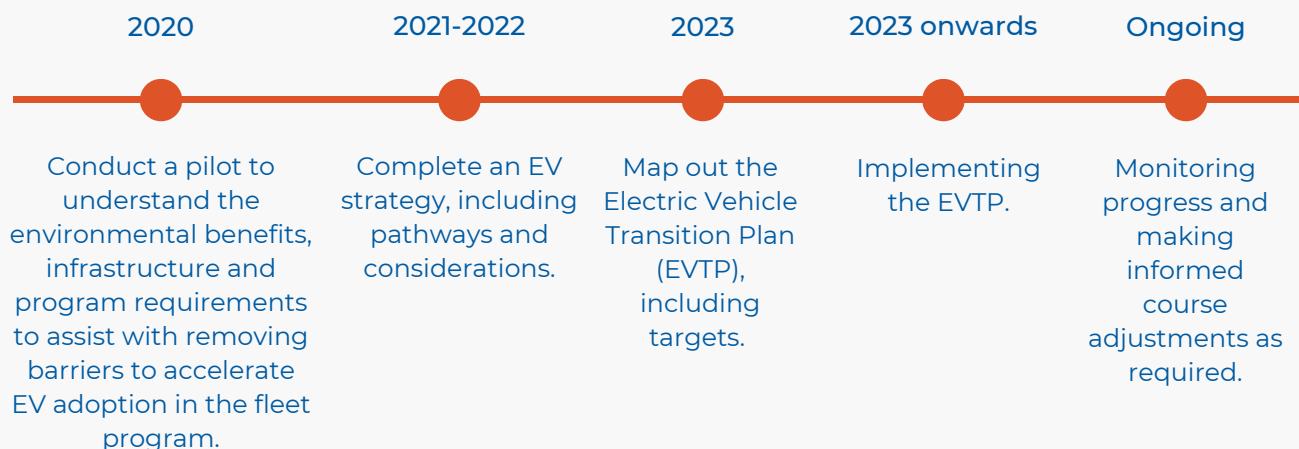 2020
Conduct a pilot to
understand the
environmental benefits,
infrastructure and
program requirements
to assist with removing
barriers to accelerate
EV adoption in the fleet
program.
2021-2022
Complete an EV
strategy, including
pathways and
considerations.
2023
Map out the
Electric Vehicle
Transition Plan
(EVTP),
including
targets.
2023 onwards
Implementing
the EVTP.
Ongoing
Monitoring
progress and
making
informed
course
adjustments as
required.